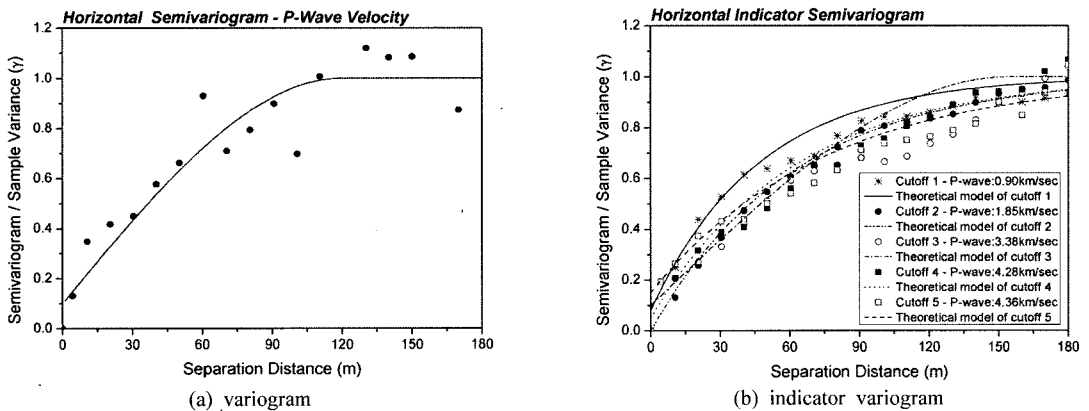 Horizontal Semivariogram - P-Wave Velocity
Semivariogram / Sample Variance (γ)
1.2
1.0
0.8
0.6
0.4
0.2
0.0
0 30 60 90 120 150 180
Separation Distance (m)
(a) variogram
Horizontal Indicator Semivariogram
Semivariogram / Sample Variance (γ)
1.2
1.0
0.8
0.6
0.4
0.2
0.0
Cutoff 1 - P-wave:0.90km/sec
Theoretical model of cutoff 1
Cutoff 2 - P-wave:1.85km/sec
Theoretical model of cutoff 2
Cutoff 3 - P-wave:3.38km/sec
Theoretical model of cutoff 3
Cutoff 4 - P-wave:4.28km/sec
Theoretical model of cutoff 4
Cutoff 5 - P-wave:4.36km/sec
Theoretical model of cutoff 5
0 30 60 90 120 150 180
Separation Distance (m)
(b) indicator variogram